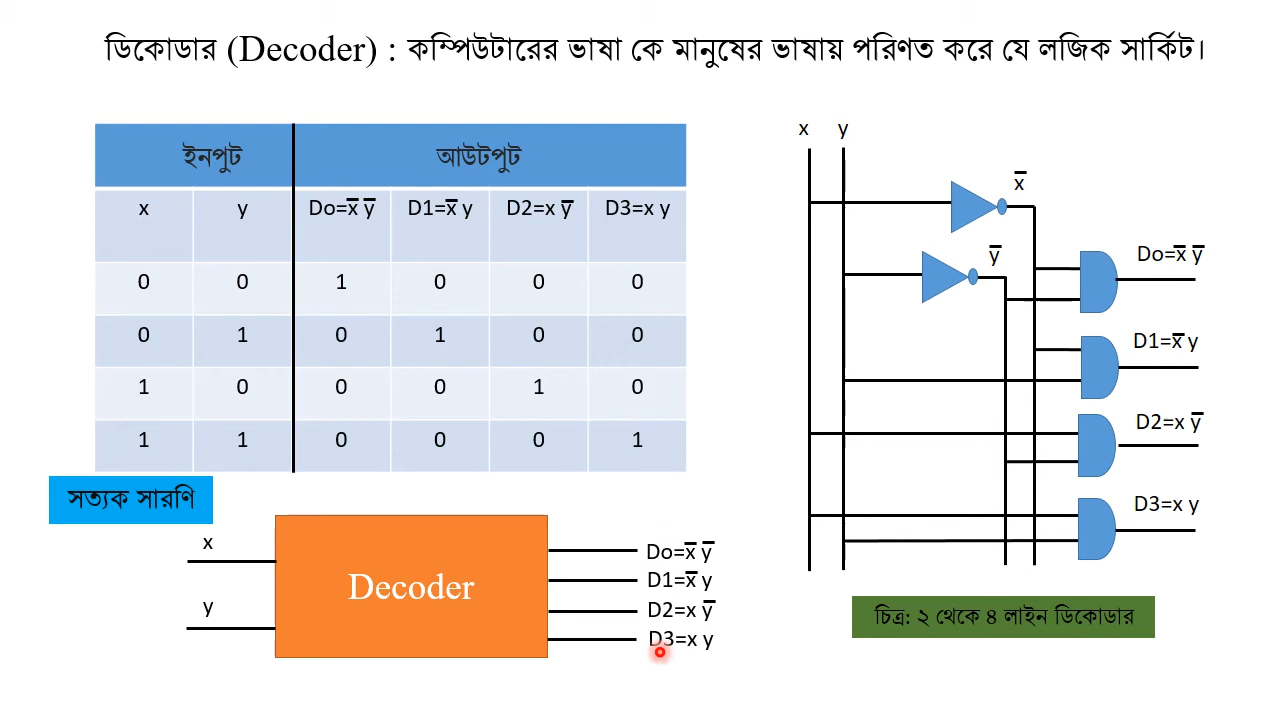 ডিকোডার (Decoder) : কম্পিউটারের ভাষা কে মানুষের ভাষায় পরিণত করে যে লজিক সার্কিট।
ইনপুট আউটপুট
x y Do=x̅ y̅ D1=x̅ y D2=x y̅ D3=x y
0 0 1 0 0 0
0 1 0 1 0 0
1 0 0 0 1 0
1 1 0 0 0 1
সত্যক সারণি
x
y
Decoder
Do=x̅ y̅
D1=x̅ y
D2=x y̅
D3=x y
x y
x̅
y̅
Do=x̅ y̅
D1=x̅ y
D2=x y̅
D3=x y
চিত্র: ২ থেকে ৪ লাইন ডিকোডার